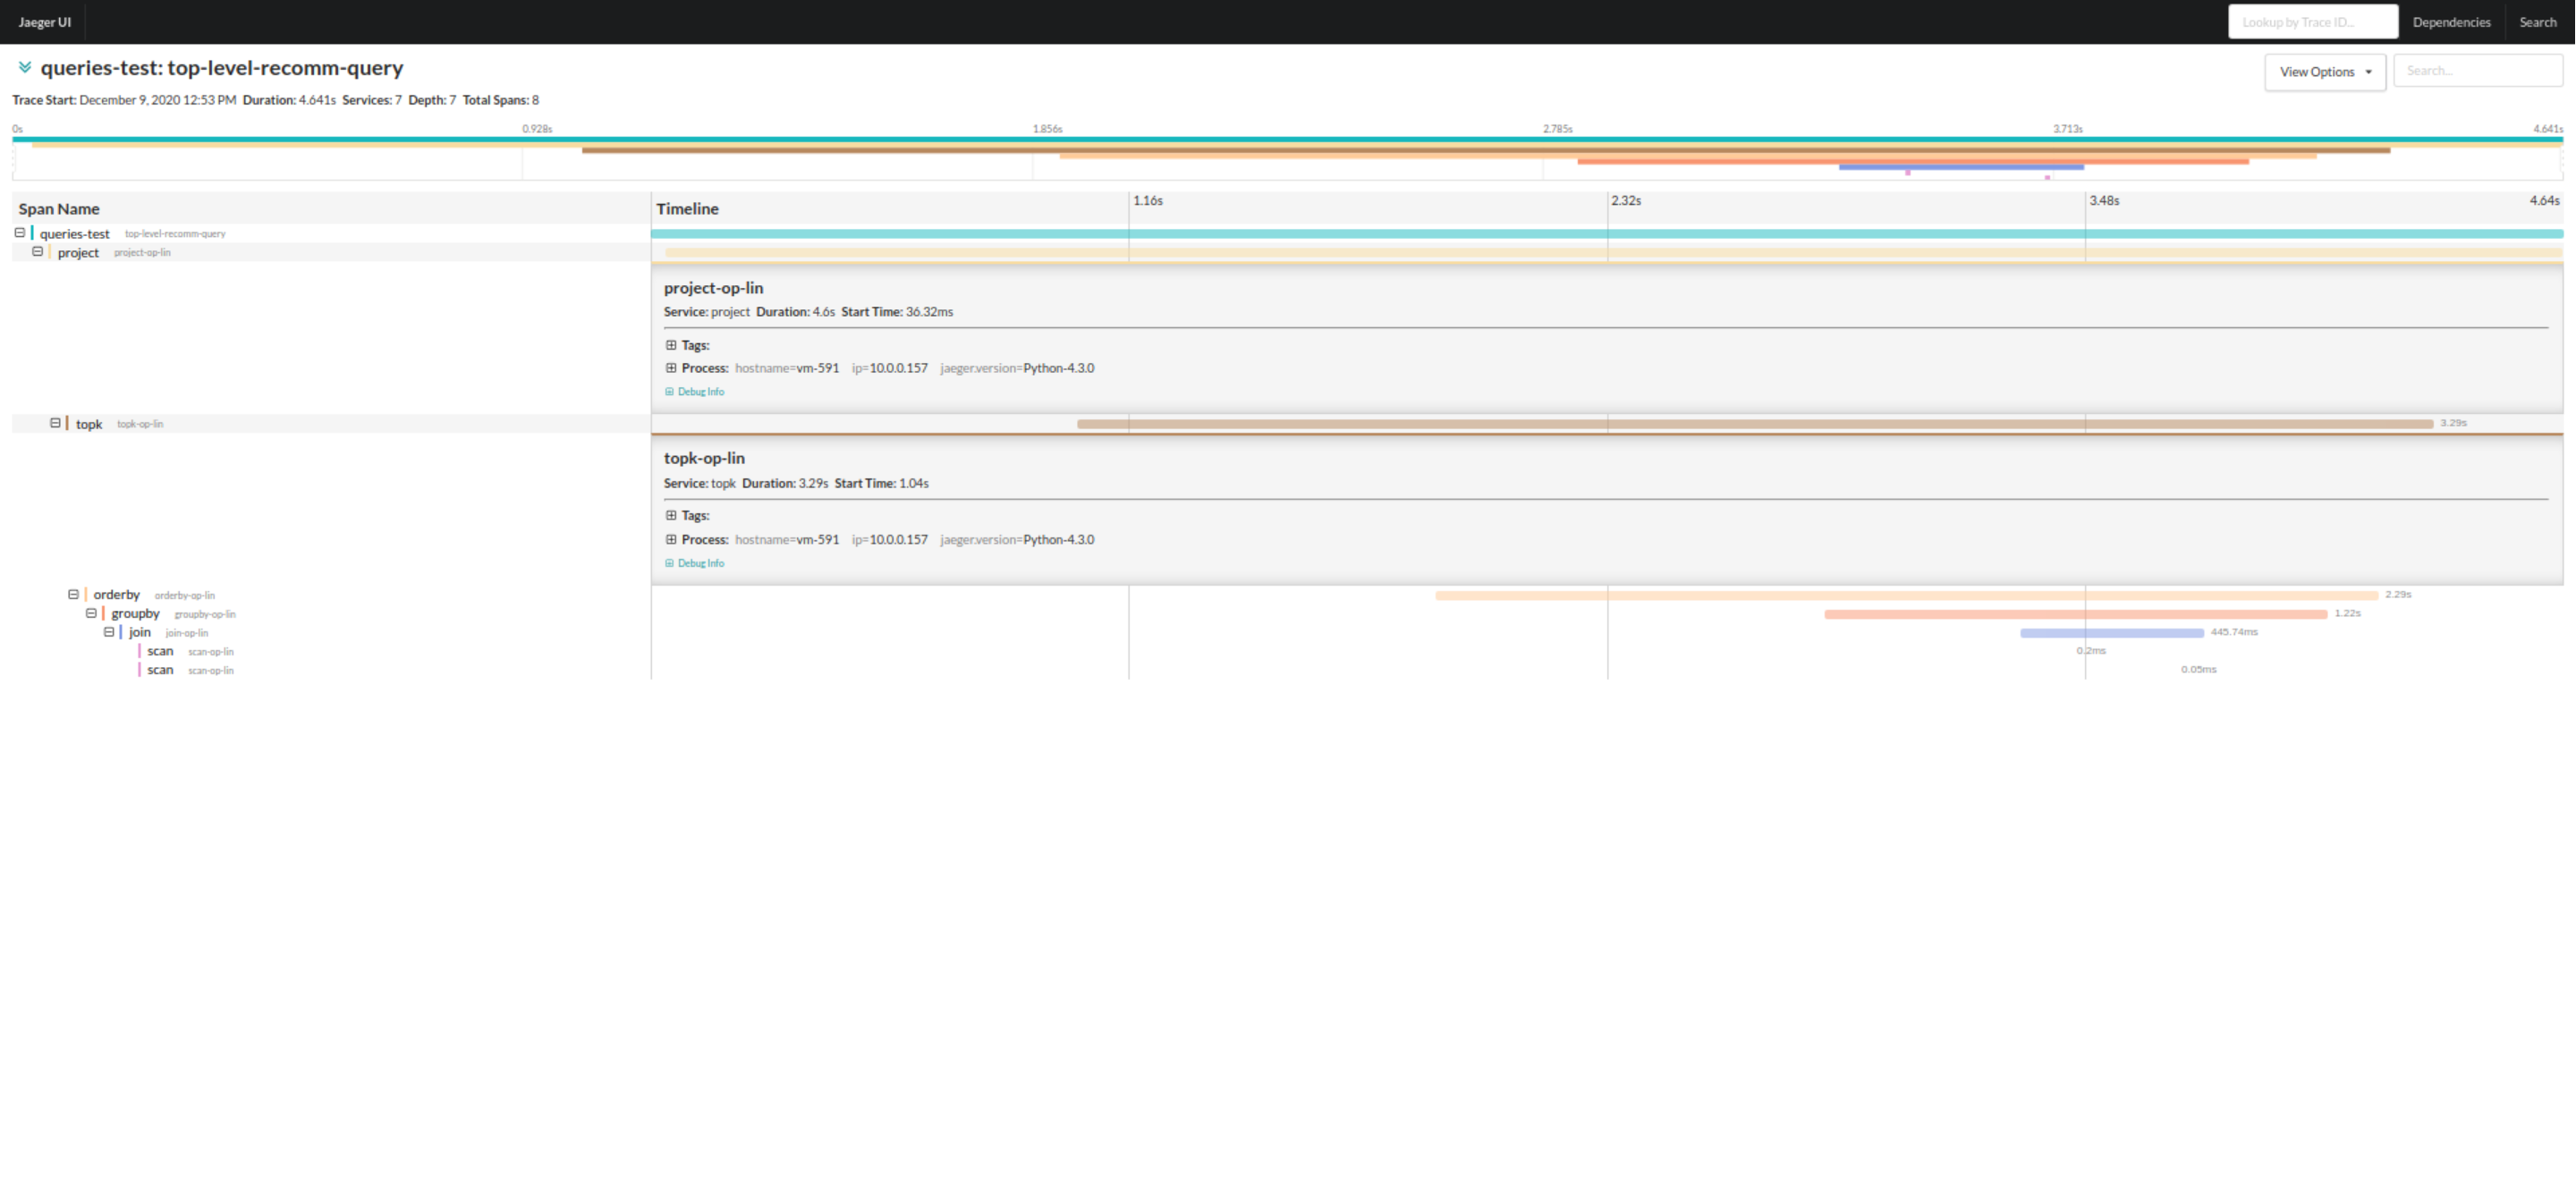 Jaeger UI
Lookup by Trace ID... Dependencies Search
queries-test: top-level-recomm-query
View Options Search...
Trace Start: December 9, 2020 12:53 PM Duration: 4.641s Services: 7 Depth: 7 Total Spans: 8
0s 0.928s 1.856s 2.785s 3.713s 4.641s
Span Name Timeline 1.16s 2.32s 3.48s 4.64s
queries-test top-level-recomm-query
project project-op-lin
project-op-lin
Service: project Duration: 4.6s Start Time: 36.32ms
Tags:
Process: hostname=vm-591 ip=10.0.0.157 jaeger.version=Python-4.3.0
Debug Info
topk topk-op-lin 3.29s
topk-op-lin
Service: topk Duration: 3.29s Start Time: 1.04s
Tags:
Process: hostname=vm-591 ip=10.0.0.157 jaeger.version=Python-4.3.0
Debug Info
orderby orderby-op-lin 2.29s
groupby groupby-op-lin 1.22s
join join-op-lin 445.74ms
scan scan-op-lin 0.2ms
scan scan-op-lin 0.05ms